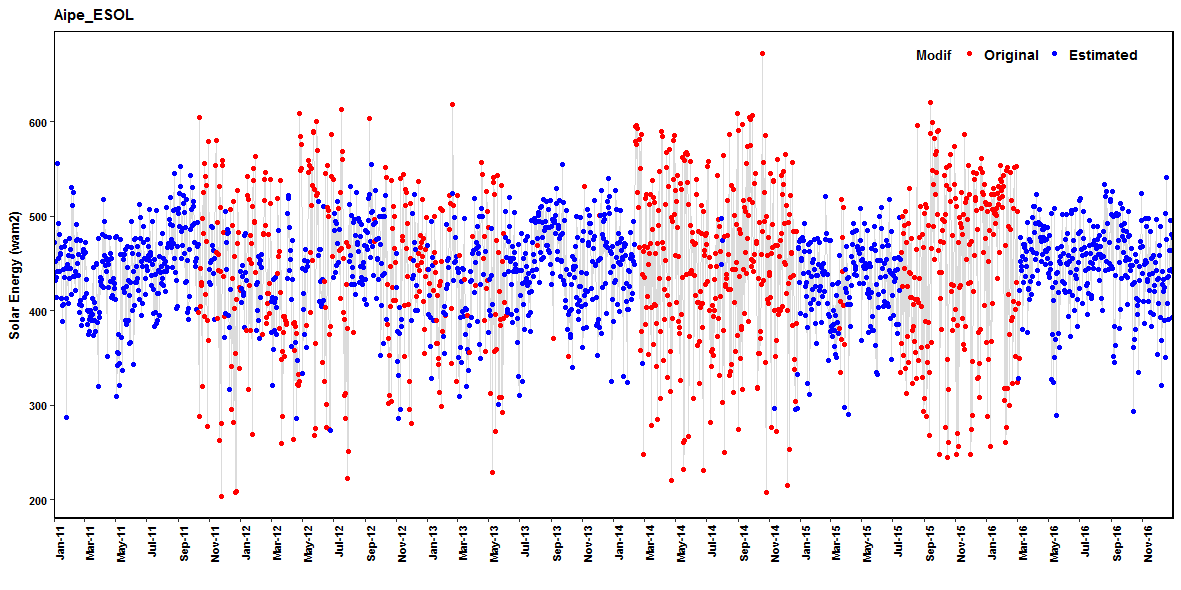 Aipe_ESOL
Modif Original Estimated
Solar Energy (wam2)
600
500
400
300
200
Jan-11 Mar-11 May-11 Jul-11 Sep-11 Nov-11 Jan-12 Mar-12 May-12 Jul-12 Sep-12 Nov-12 Jan-13 Mar-13 May-13 Jul-13 Sep-13 Nov-13 Jan-14 Mar-14 May-14 Jul-14 Sep-14 Nov-14 Jan-15 Mar-15 May-15 Jul-15 Sep-15 Nov-15 Jan-16 Mar-16 May-16 Jul-16 Sep-16 Nov-16